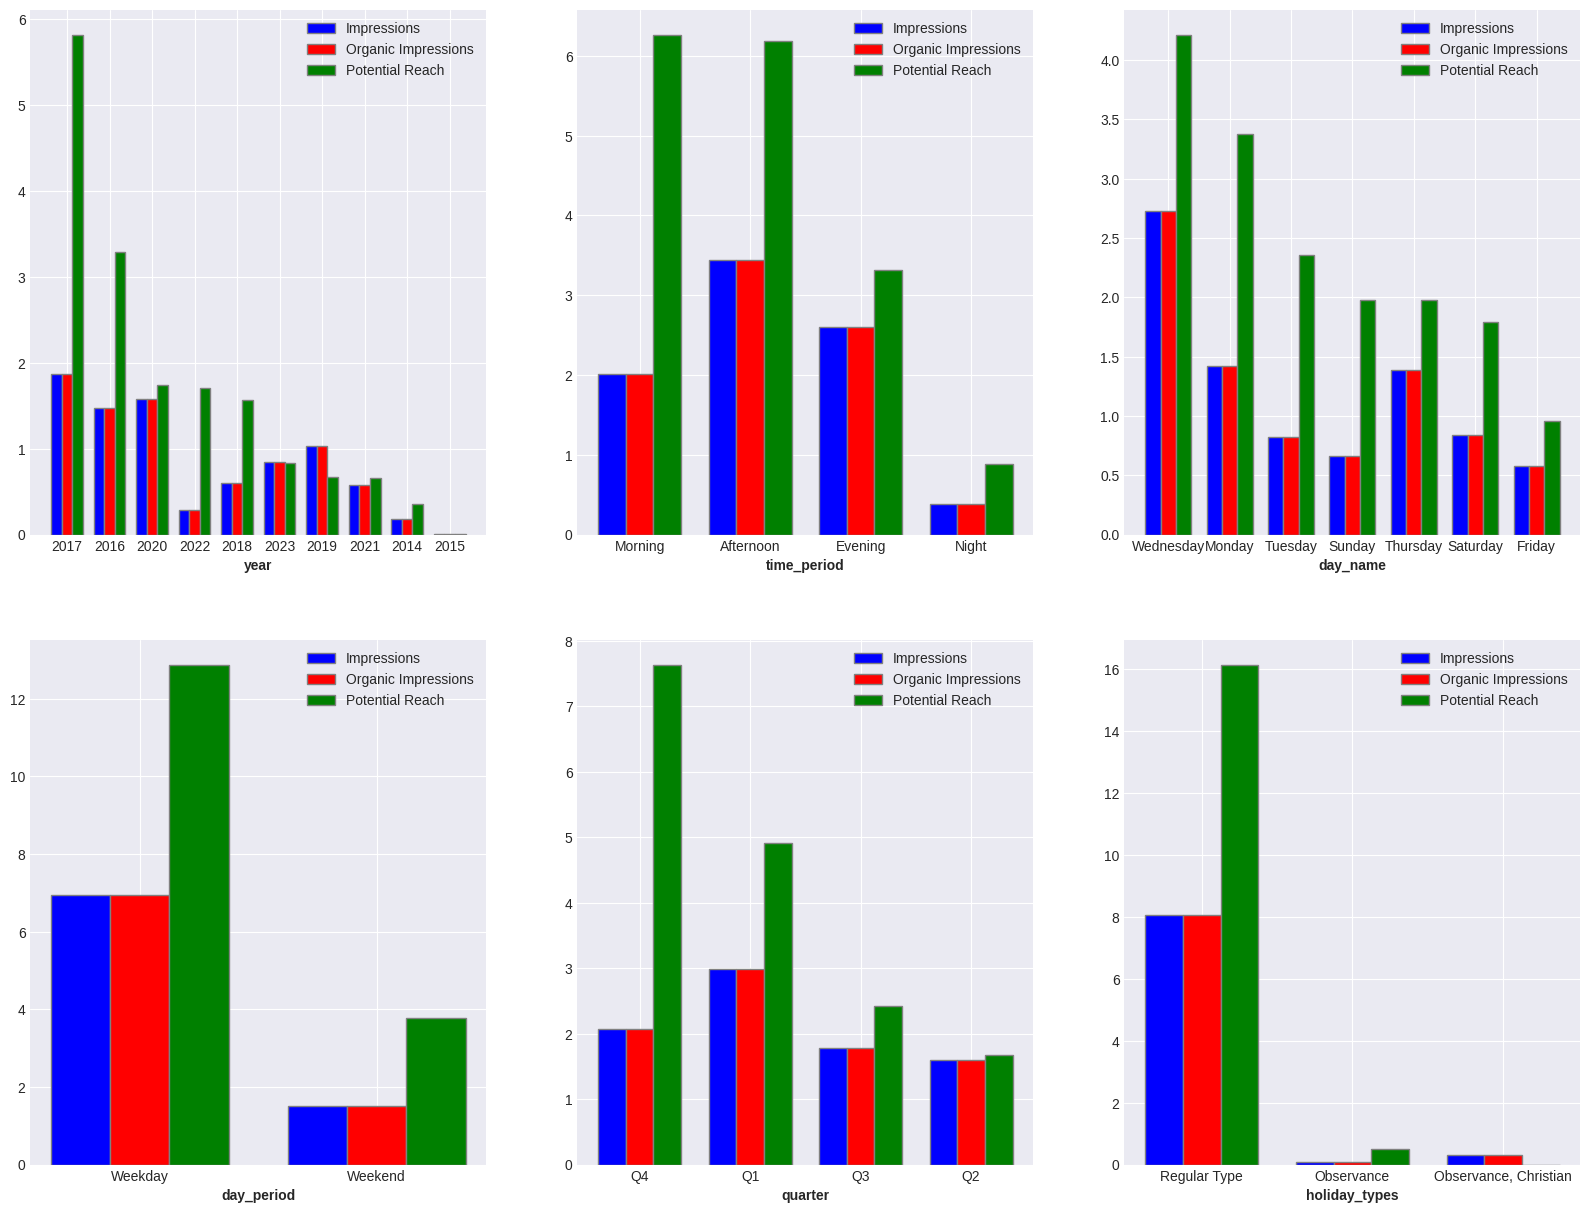 6
5
4
3
2
1
0
Impressions
Organic Impressions
Potential Reach
2017 2016 2020 2022 2018 2023 2019 2021 2014 2015
year
6
5
4
3
2
1
0
Impressions
Organic Impressions
Potential Reach
Morning Afternoon Evening Night
time_period
4.0
3.5
3.0
2.5
2.0
1.5
1.0
0.5
0.0
Impressions
Organic Impressions
Potential Reach
Wednesday Monday Tuesday Sunday Thursday Saturday Friday
day_name
12
10
8
6
4
2
0
Impressions
Organic Impressions
Potential Reach
Weekday Weekend
day_period
8
7
6
5
4
3
2
1
0
Impressions
Organic Impressions
Potential Reach
Q4 Q1 Q3 Q2
quarter
16
14
12
10
8
6
4
2
0
Impressions
Organic Impressions
Potential Reach
Regular Type Observance Observance, Christian
holiday_types